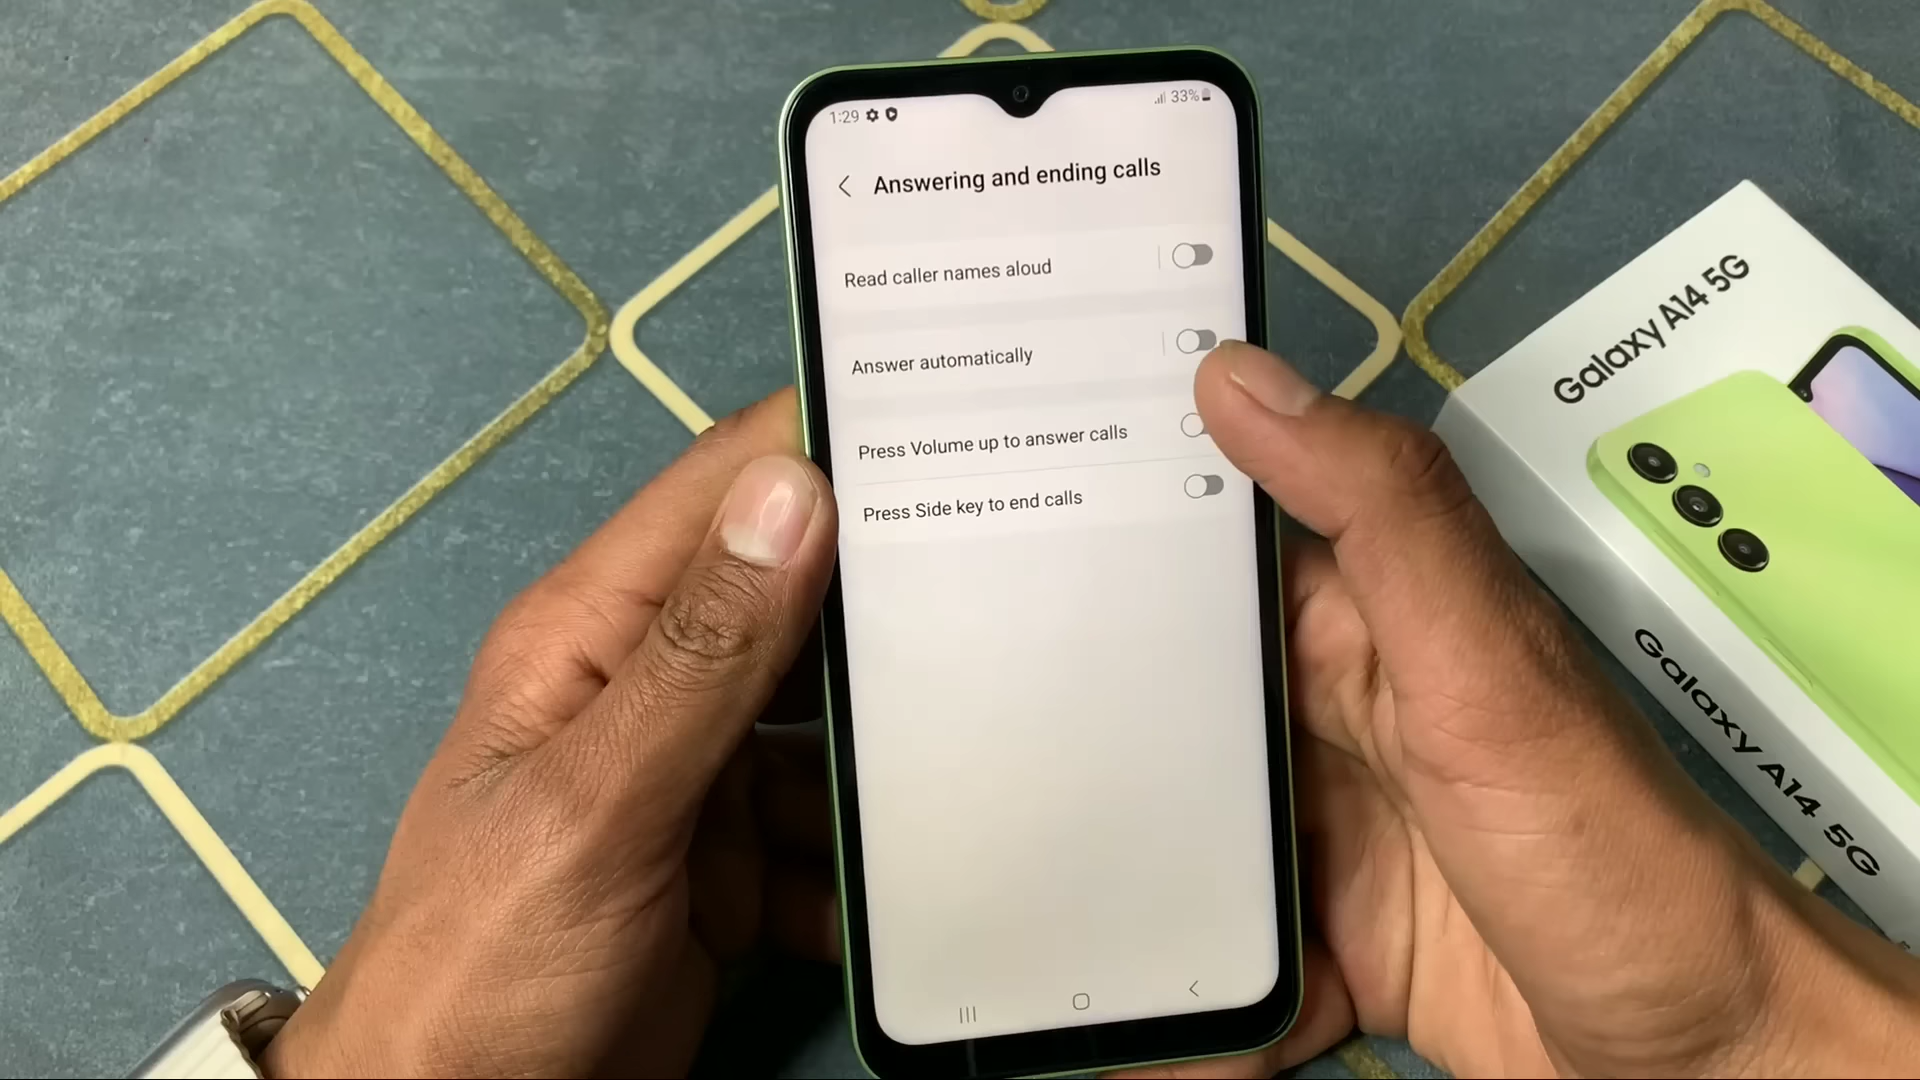 1:29
33%
Answering and ending calls
Read caller names aloud
Answer automatically
Press Volume up to answer calls
Press Side key to end calls
Galaxy A14 5G
Galaxy A14 5G